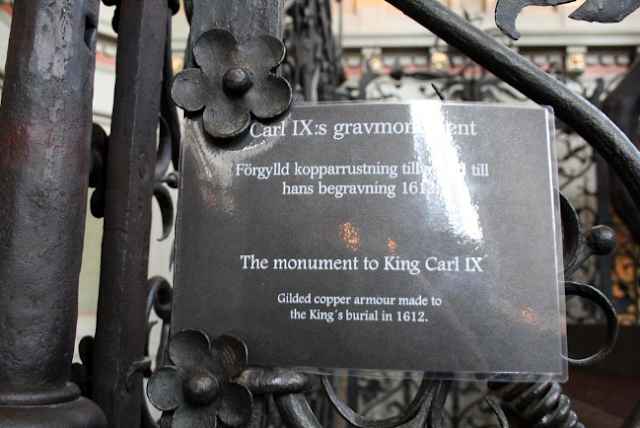 Carl IX:s gravmonument
Förgylld kopparrustning till
hans begravning 1612.
The monument to King Carl IX
Gilded copper armour made to
the King´s burial in 1612.